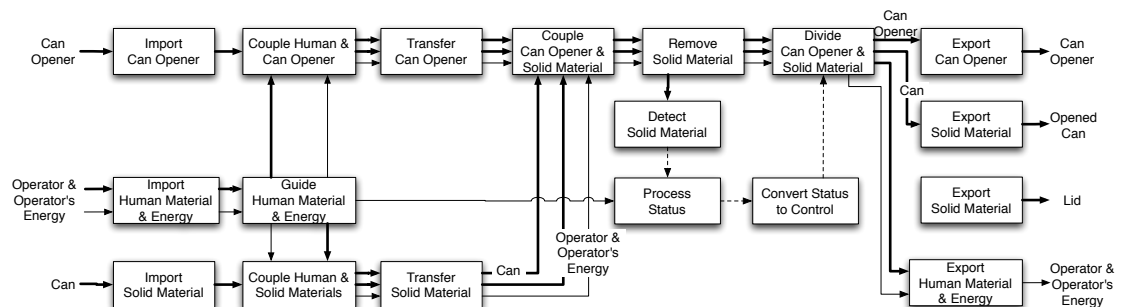 Can
Opener
Import
Can Opener
Couple Human &
Can Opener
Transfer
Can Opener
Couple
Can Opener &
Solid Material
Remove
Solid Material
Divide
Can Opener &
Solid Material
Can
Opener
Export
Can Opener
Can
Opener
Can
Detect
Solid Material
Export
Solid Material
Opened
Can
Operator &
Operator's
Energy
Import
Human Material
& Energy
Guide
Human Material
& Energy
Process
Status
Convert Status
to Control
Export
Solid Material
Lid
Operator &
Operator's
Energy
Can
Import
Solid Material
Couple Human &
Solid Materials
Transfer
Solid Material
Can
Export
Human Material
& Energy
Operator &
Operator's
Energy